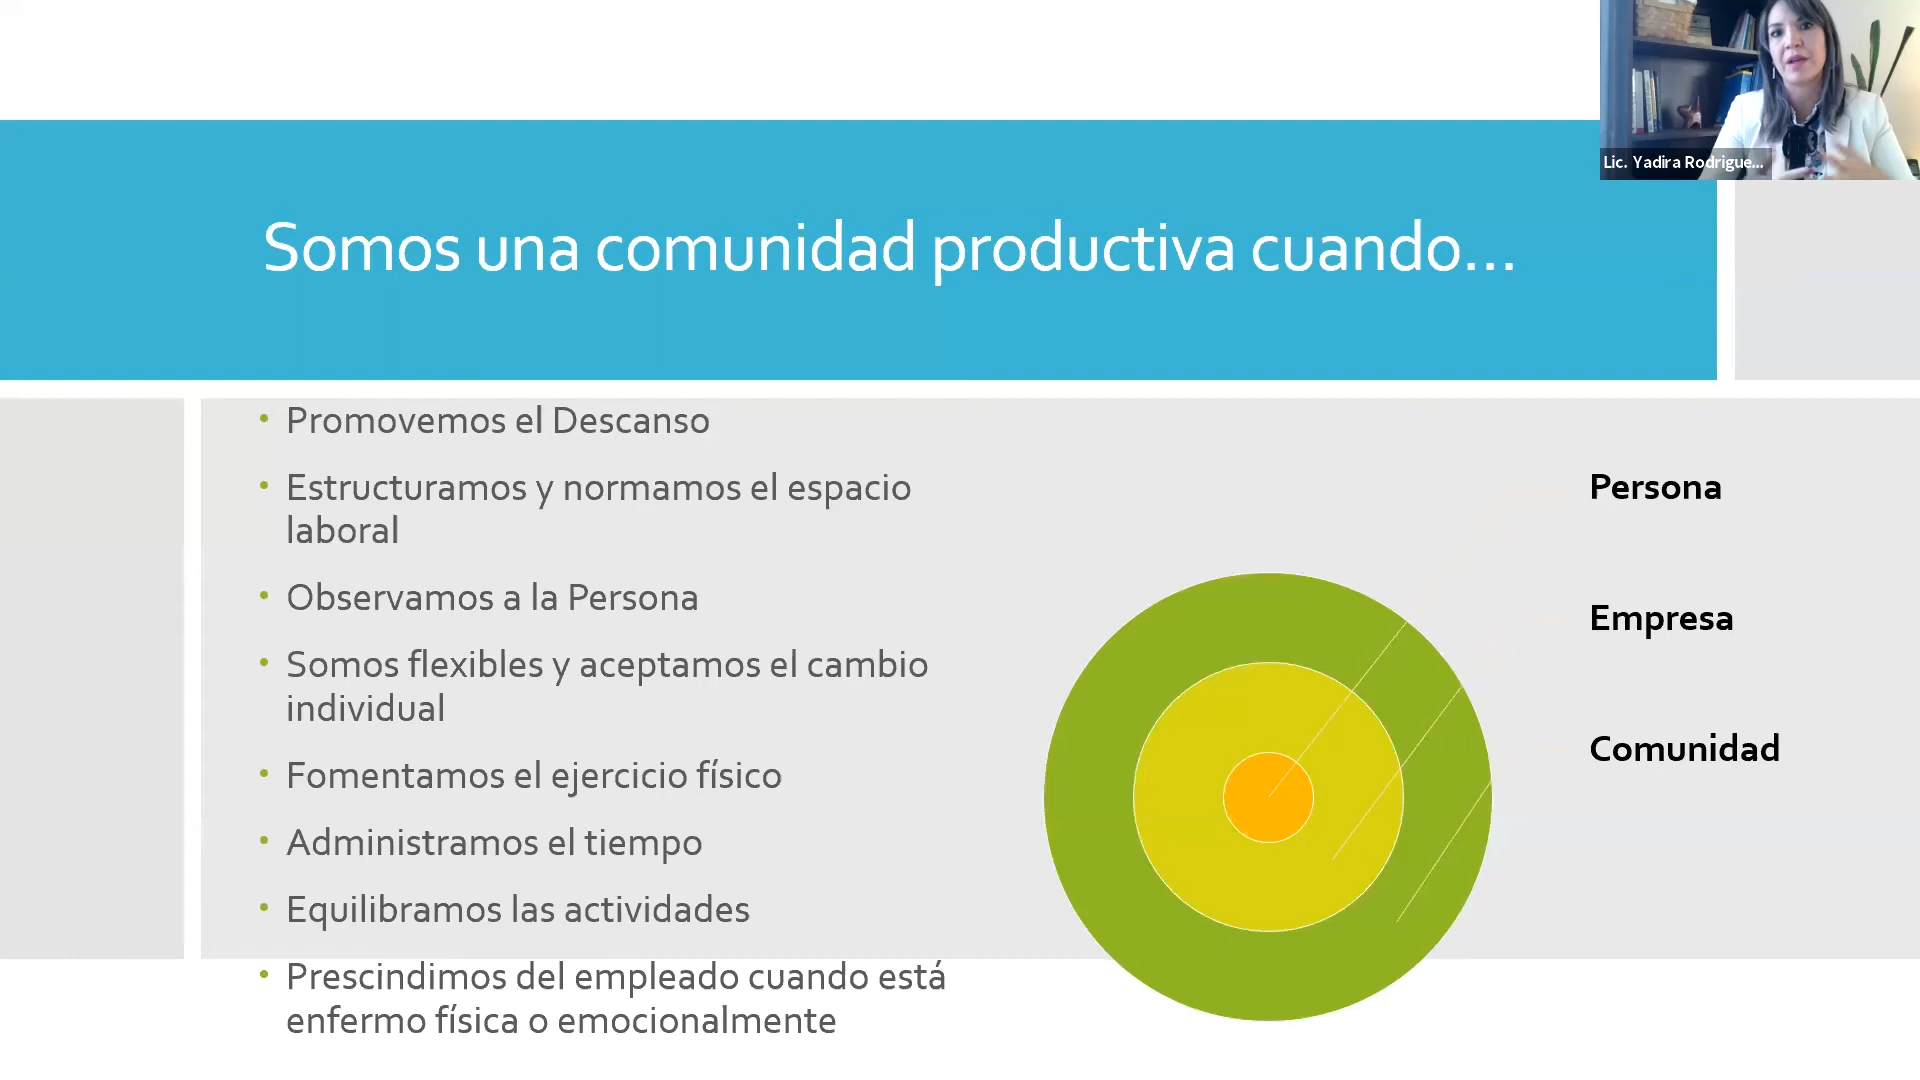 Lic. Yadira Rodrigue...
Somos una comunidad productiva cuando...
• Promovemos el Descanso
• Estructuramos y normamos el espacio
laboral
• Observamos a la Persona
• Somos flexibles y aceptamos el cambio
individual
• Fomentamos el ejercicio físico
• Administramos el tiempo
• Equilibramos las actividades
• Prescindimos del empleado cuando está
enfermo física o emocionalmente
Persona
Empresa
Comunidad